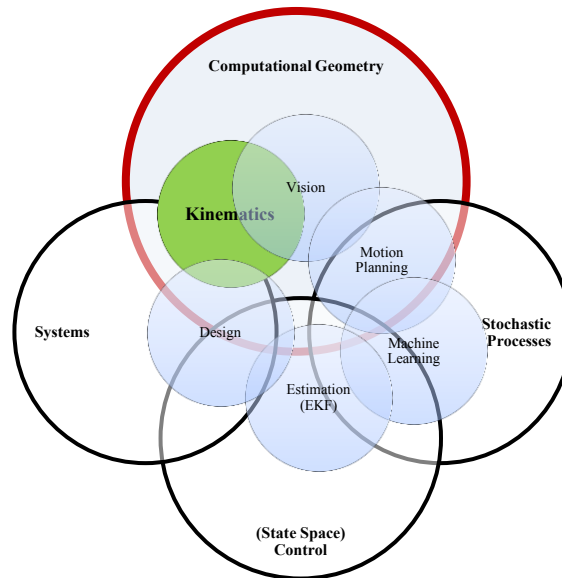 Computational Geometry
Vision
Kinematics
Motion
Planning
Systems
Design
Stochastic
Processes
Machine
Learning
Estimation
(EKF)
(State Space)
Control